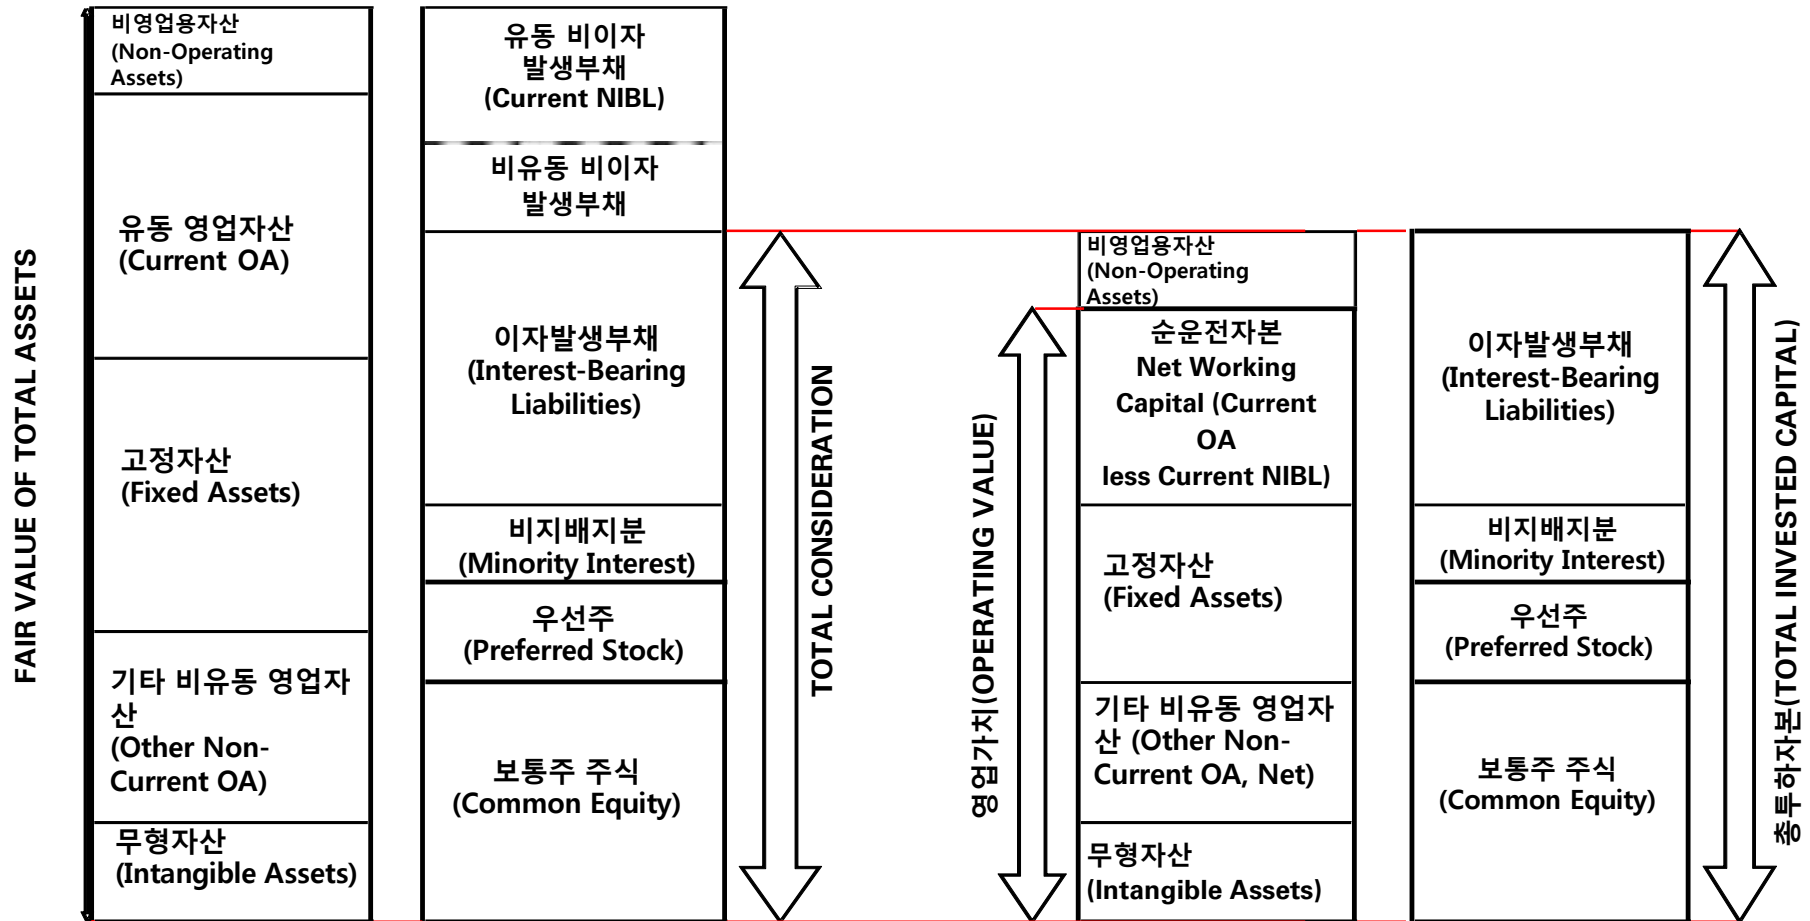 FAIR VALUE OF TOTAL ASSETS
비영업용자산
(Non-Operating
Assets)
유동 영업자산
(Current OA)
고정자산
(Fixed Assets)
기타 비유동 영업자
산
(Other Non-
Current OA)
무형자산
(Intangible Assets)
유동 비이자
발생부채
(Current NIBL)
비유동 비이자
발생부채
이자발생부채
(Interest-Bearing
Liabilities)
비지배지분
(Minority Interest)
우선주
(Preferred Stock)
보통주 주식
(Common Equity)
TOTAL CONSIDERATION
영업가치(OPERATING VALUE)
비영업용자산
(Non-Operating
Assets)
순운전자본
Net Working
Capital (Current
OA
less Current NIBL)
고정자산
(Fixed Assets)
기타 비유동 영업자
산 (Other Non-
Current OA, Net)
무형자산
(Intangible Assets)
이자발생부채
(Interest-Bearing
Liabilities)
비지배지분
(Minority Interest)
우선주
(Preferred Stock)
보통주 주식
(Common Equity)
총투하자본(TOTAL INVESTED CAPITAL)